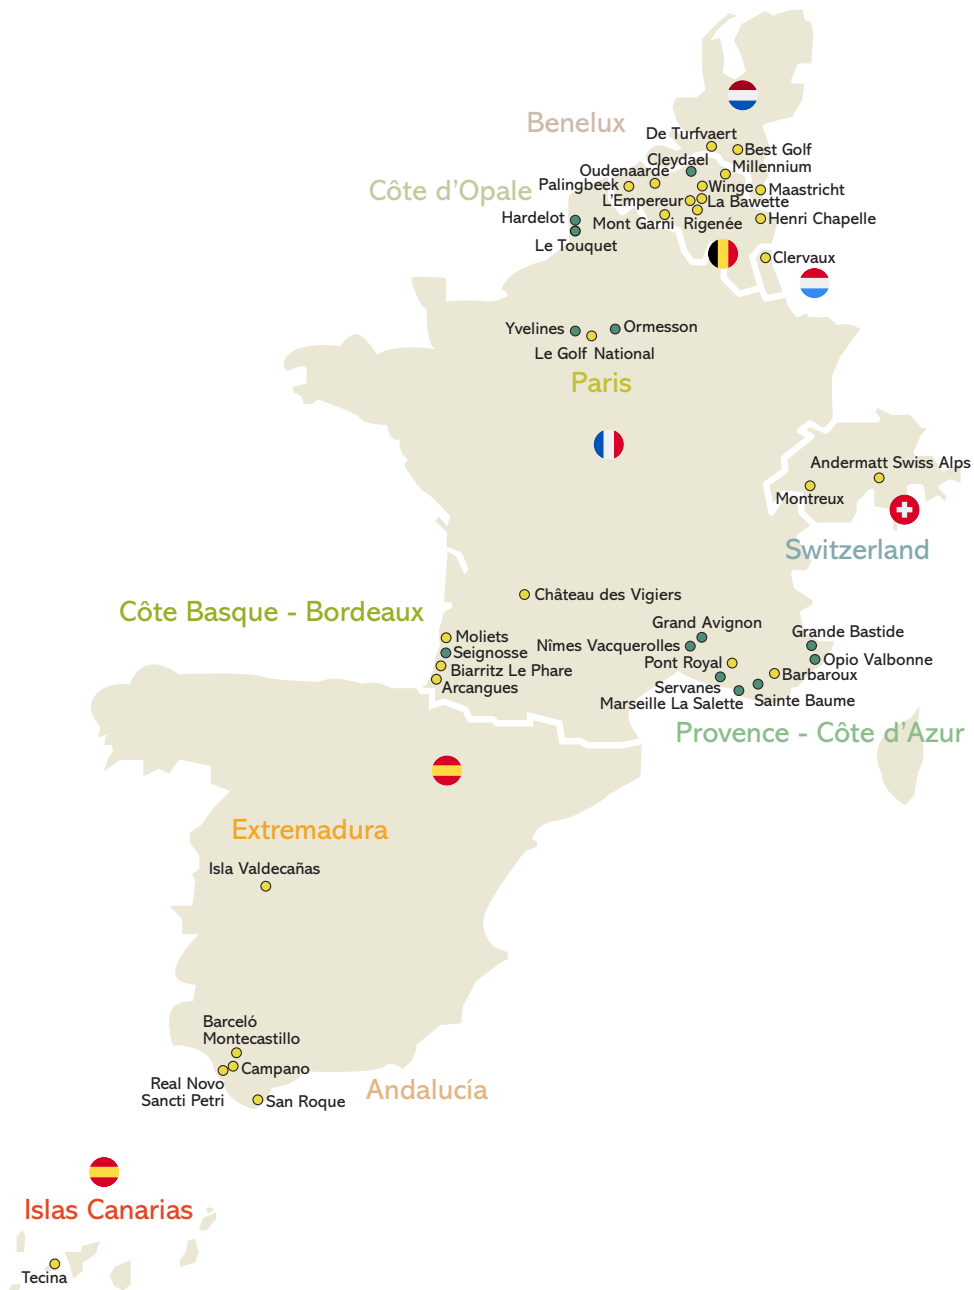 Benelux
De Turfvaert
Best Golf
Cleydael
Millennium
Oudenaarde
Palingbeek
Winge
Maastricht
Côte d'Opale
L'Empereur
La Bawette
Hardelot
Mont Garni
Rigenée
Henri Chapelle
Le Touquet
Clervaux
Yvelines
Ormesson
Le Golf National
Paris
Andermatt Swiss Alps
Montreux
Switzerland
Château des Vigiers
Côte Basque - Bordeaux
Grand Avignon
Grande Bastide
Moliets
Nîmes Vacquerolles
Seignosse
Pont Royal
Opio Valbonne
Biarritz Le Phare
Barbaroux
Arcangues
Servanes
Marseille La Salette
Sainte Baume
Provence - Côte d'Azur
Extremadura
Isla Valdecañas
Barceló
Montecastillo
Campano
Real Novo
Sancti Petri
Andalucía
San Roque
Islas Canarias
Tecina